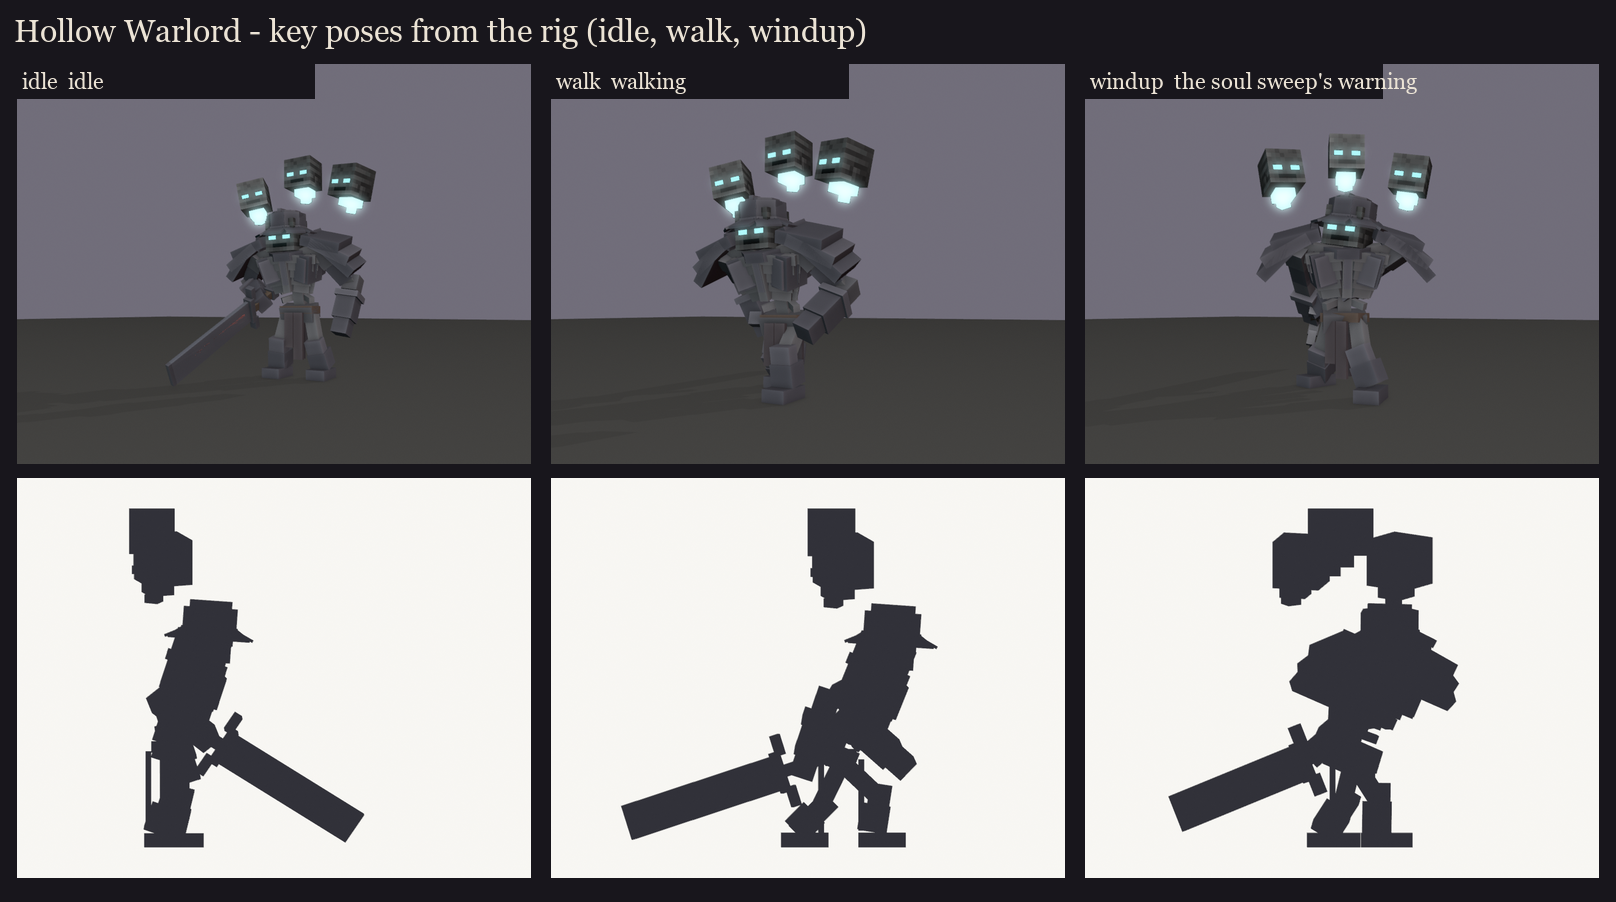 Hollow Warlord - key poses from the rig (idle, walk, windup)
idle  idle
walk  walking
windup  the soul sweep's warning